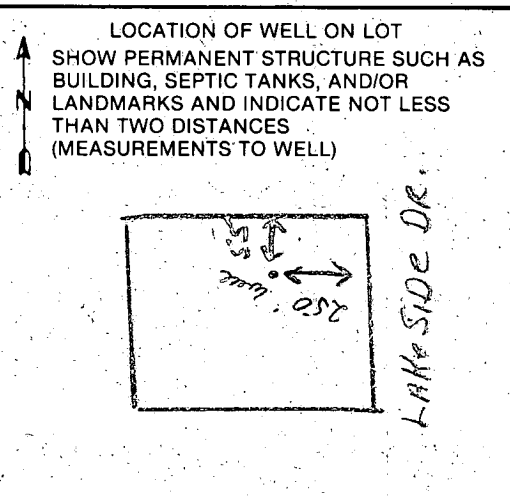 LOCATION OF WELL ON LOT
SHOW PERMANENT STRUCTURE SUCH AS
BUILDING, SEPTIC TANKS, AND/OR
N LANDMARKS AND INDICATE NOT LESS
THAN TWO DISTANCES
(MEASUREMENTS TO WELL)
well
250'
LAKe SIDe DR.